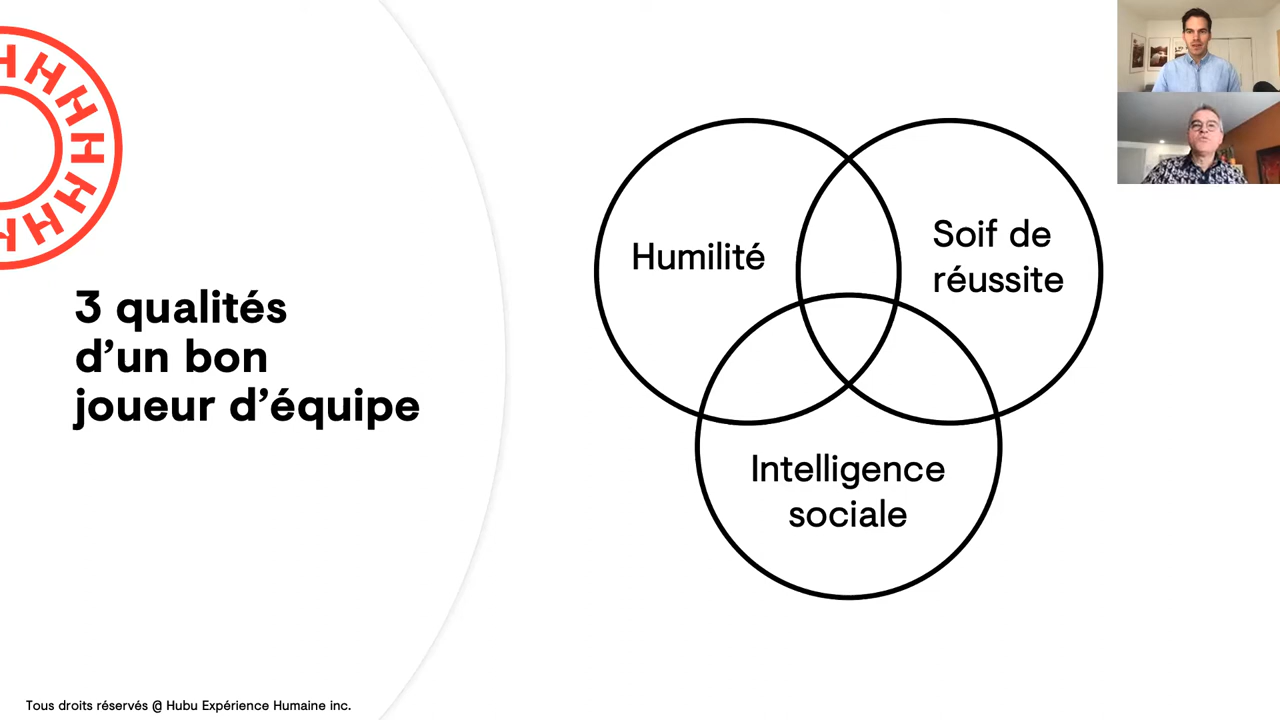 3 qualités
d’un bon
joueur d’équipe
Humilité
Soif de
réussite
Intelligence
sociale
Tous droits réservés @ Hubu Expérience Humaine inc.